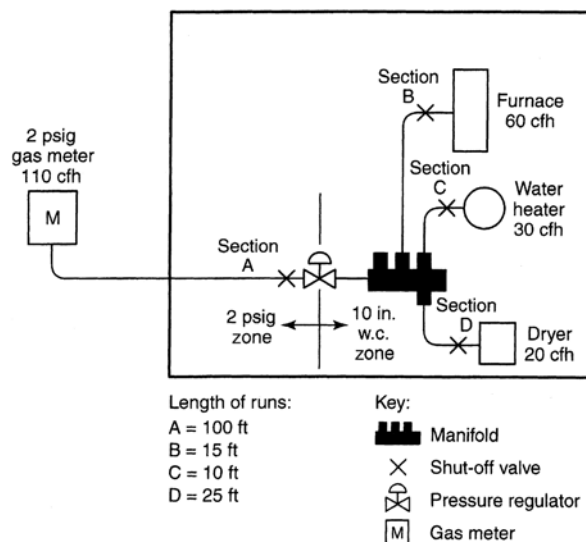 Section
B
Furnace
60 cfh
2 psig
gas meter
110 cfh
M
Section
C
Water
heater
30 cfh
Section
A
Section
D
Dryer
20 cfh
2 psig
zone
10 in.
w.c.
zone
Length of runs:
A = 100 ft
B = 15 ft
C = 10 ft
D = 25 ft
Key:
Manifold
Shut-off valve
Pressure regulator
M Gas meter